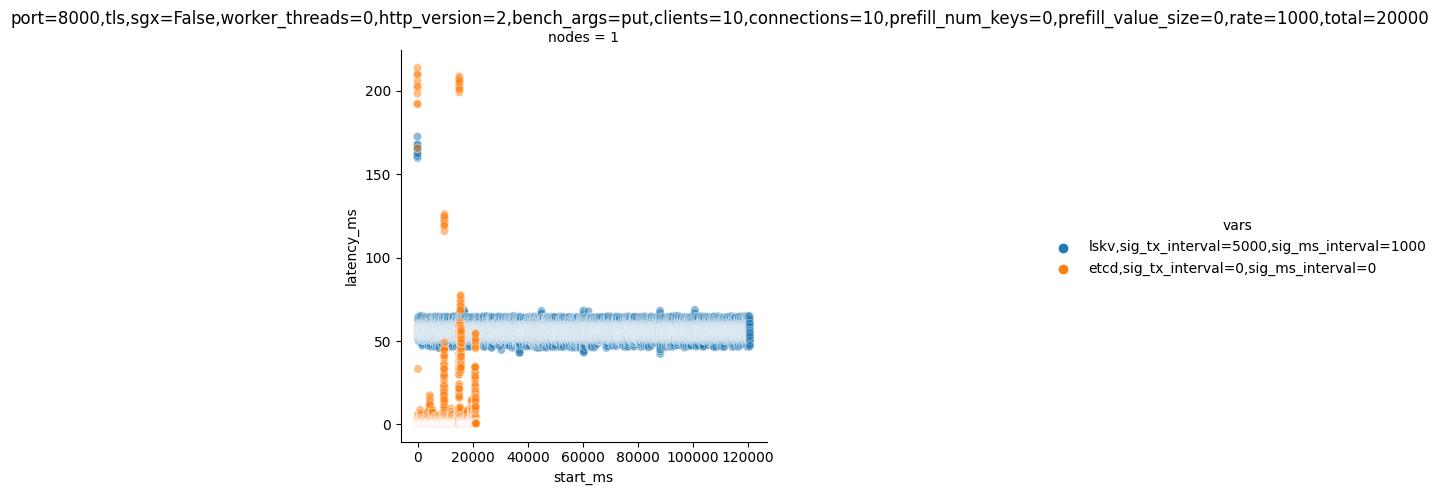 port=8000,tls,sgx=False,worker_threads=0,http_version=2,bench_args=put,clients=10,connections=10,prefill_num_keys=0,prefill_value_size=0,rate=1000,total=20000
nodes = 1
200
150
100
50
0
latency_ms
0 20000 40000 60000 80000 100000 120000
start_ms
vars
lskv,sig_tx_interval=5000,sig_ms_interval=1000
etcd,sig_tx_interval=0,sig_ms_interval=0